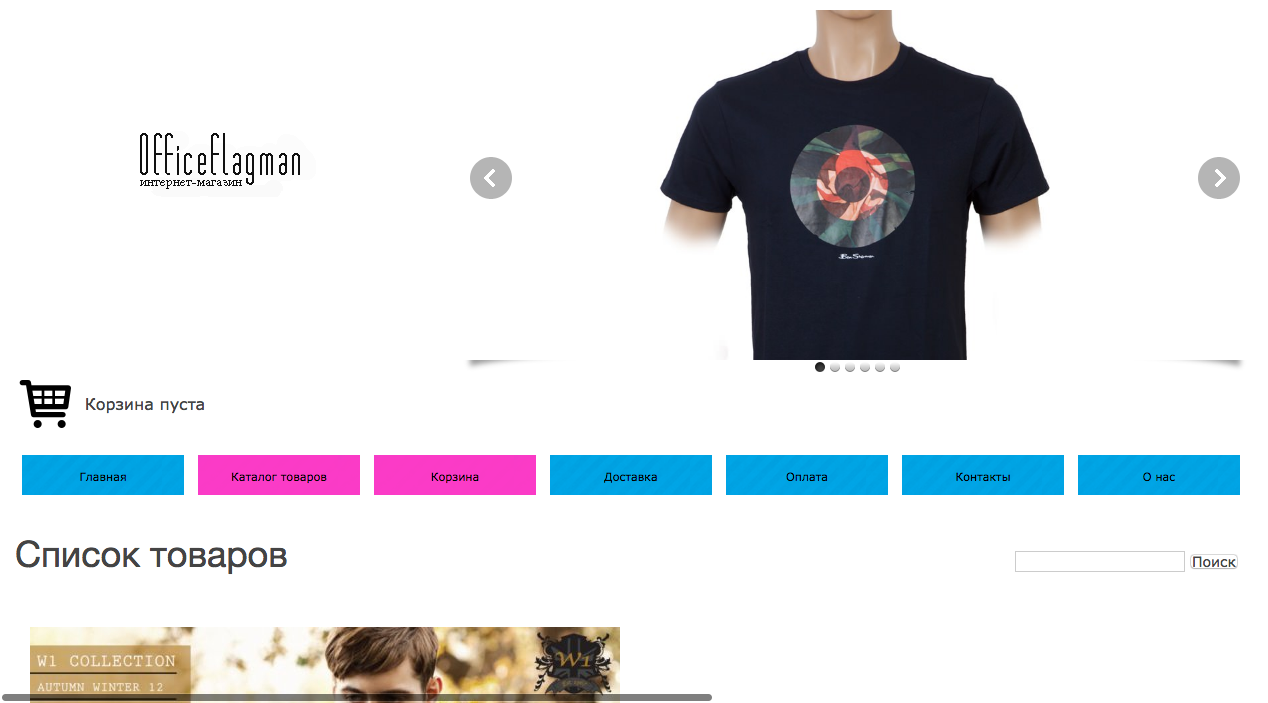 Officeflagman
интернет-магазин
Ben Sherman
Корзина пуста
Главная
Каталог товаров
Корзина
Доставка
Оплата
Контакты
О нас
Список товаров
Поиск
W1 COLLECTION
AUTUMN WINTER 12
W1